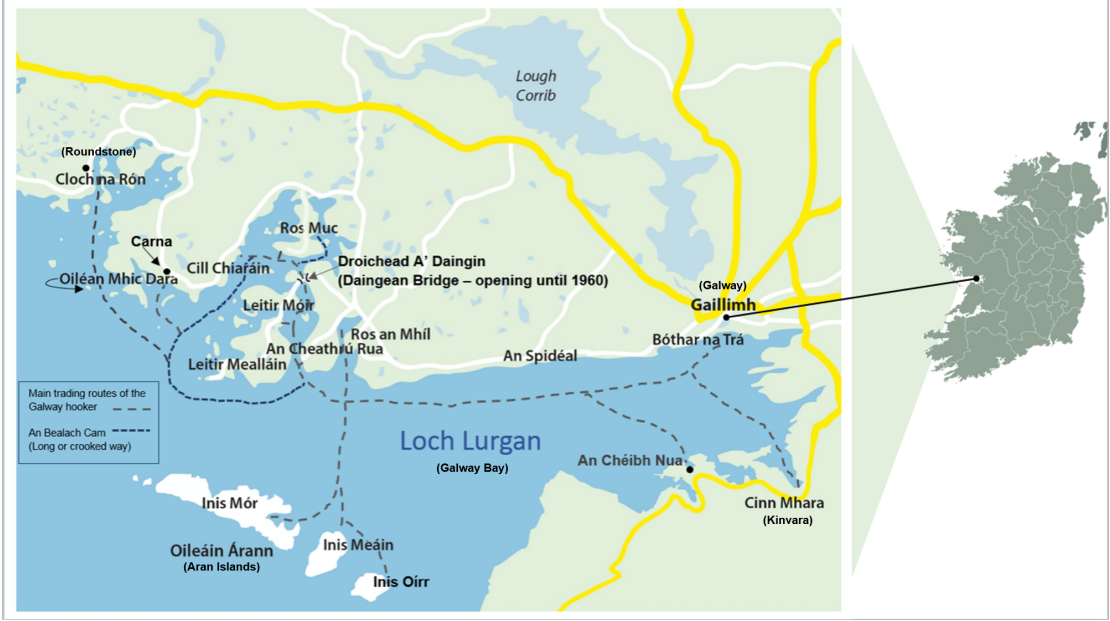 Lough
Corrib
(Roundstone)
Cloch na Rón
Ros Muc
Carna
Droichead A’ Daingin
(Daingean Bridge – opening until 1960)
Cill Chiaráin
Oiléan Mhic Dara
(Galway)
Gaillimh
Leitir Móir
Ros an Mhíl
Bóthar na Trá
An Cheathrú Rua
An Spidéal
Leitir Mealláin
Main trading routes of the
Galway hooker
An Bealach Cam
(Long or crooked way)
Loch Lurgan
(Galway Bay)
An Chéibh Nua
Inis Mór
Cinn Mhara
(Kinvara)
Inis Meáin
Oileáin Árann
(Aran Islands)
Inis Oírr